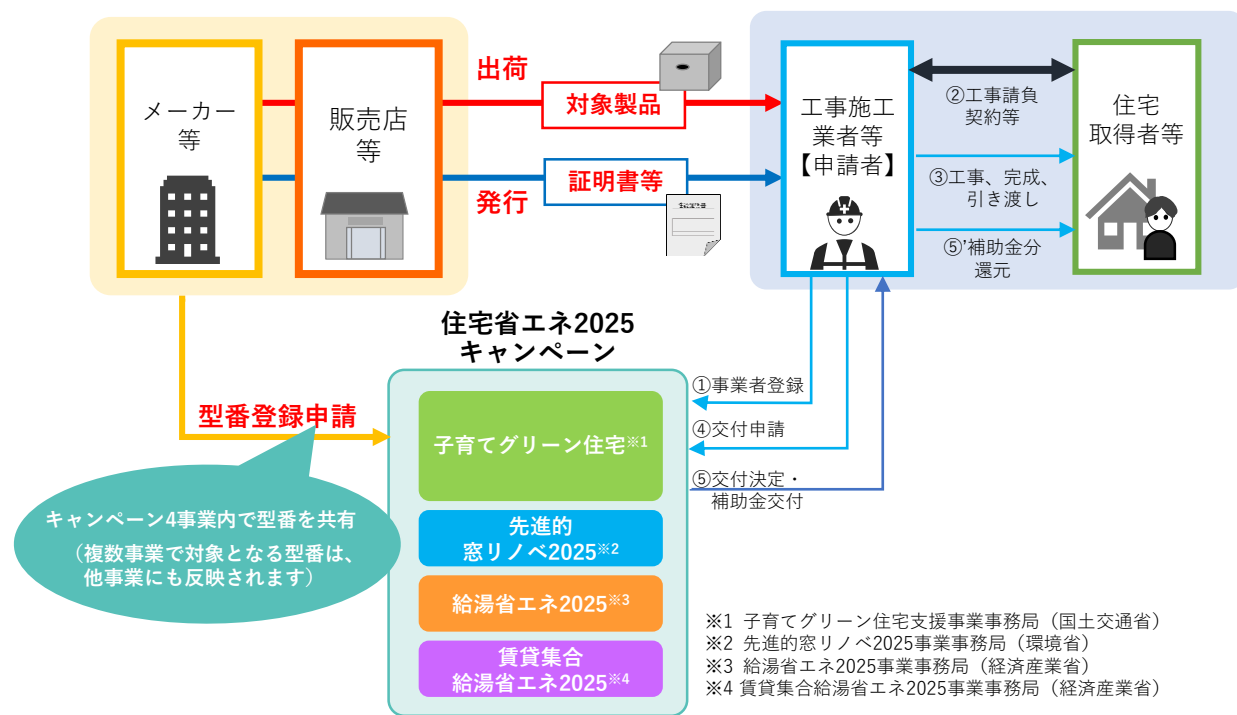 メーカー
等
販売店
等
出荷
対象製品
発行
証明書等
工事施工
業者等
【申請者】
②工事請負
契約等
③工事、完成、
引き渡し
⑤’補助金分
還元
住宅
取得者等
住宅省エネ2025
キャンペーン
型番登録申請
キャンペーン4事業内で型番を共有
（複数事業で対象となる型番は、
他事業にも反映されます）
子育てグリーン住宅※1
先進的
窓リノベ2025※2
給湯省エネ2025※3
賃貸集合
給湯省エネ2025※4
①事業者登録
④交付申請
⑤交付決定・
補助金交付
※1 子育てグリーン住宅支援事業事務局（国土交通省）
※2 先進的窓リノベ2025事業事務局（環境省）
※3 給湯省エネ2025事業事務局（経済産業省）
※4 賃貸集合給湯省エネ2025事業事務局（経済産業省）